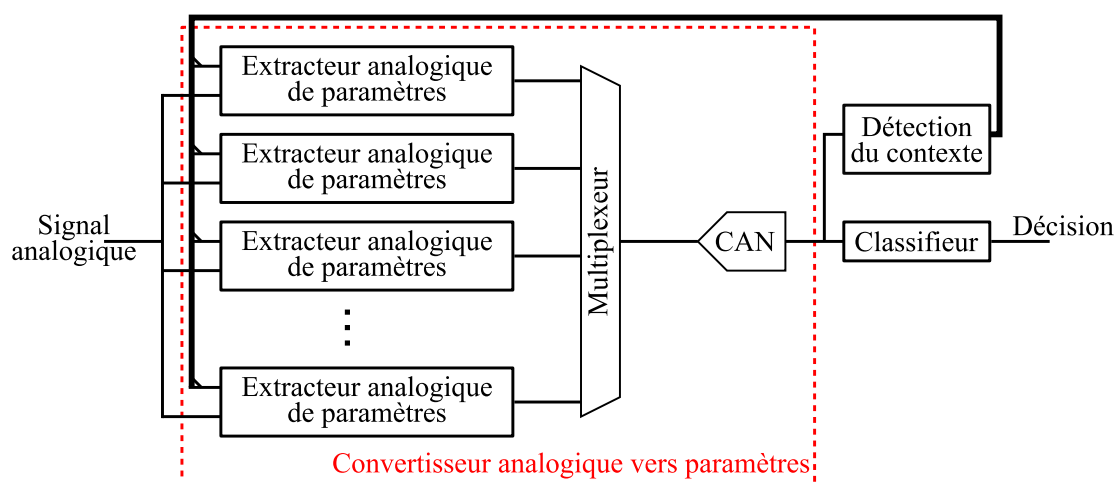 Extracteur analogique
de paramètres
Extracteur analogique
de paramètres
Extracteur analogique
de paramètres
Extracteur analogique
de paramètres
Signal
analogique
Multiplexeur
CAN
Détection
du contexte
Classifieur
Décision
Convertisseur analogique vers paramètres